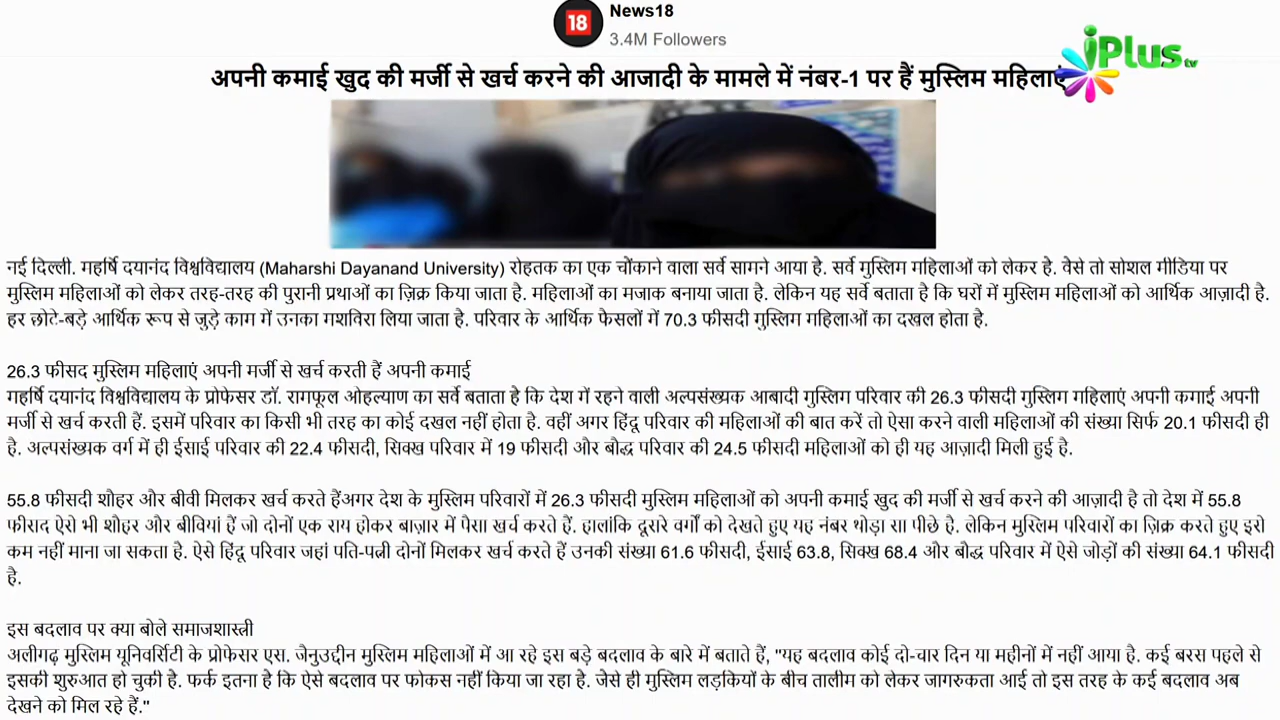 News18
3.4M Followers
iPlus tv
अपनी कमाई खुद की मर्जी से खर्च करने की आजादी के मामले में नंबर-1 पर हैं मुस्लिम महिलाएं
नई दिल्ली. महर्षि दयानंद विश्वविद्यालय (Maharshi Dayanand University) रोहतक का एक चोंकाने वाला सर्वे सामने आया है. सर्वे मुस्लिम महिलाओं को लेकर है. वैसे तो सोशल मीडिया पर
मुस्लिम महिलाओं को लेकर तरह-तरह की पुरानी प्रथाओं का ज़िक्र किया जाता है. महिलाओं का मजाक बनाया जाता है. लेकिन यह सर्वे बताता है कि घरों में मुस्लिम महिलाओं को आर्थिक आज़ादी है.
हर छोटे-बड़े आर्थिक रूप से जुड़े काम में उनका मशविरा लिया जाता है. परिवार के आर्थिक फैसलों में 70.3 फीसदी मुस्लिम महिलाओं का दखल होता है.
26.3 फीसद मुस्लिम महिलाएं अपनी मर्जी से खर्च करती हैं अपनी कमाई
महर्षि दयानंद विश्वविद्यालय के प्रोफेसर डॉ. रामफूल ओहल्याण का सर्वे बताता है कि देश में रहने वाली अल्पसंख्यक आबादी मुस्लिम परिवार की 26.3 फीसदी मुस्लिम महिलाएं अपनी कमाई अपनी
मर्जी से खर्च करती हैं. इसमें परिवार का किसी भी तरह का कोई दखल नहीं होता है. वहीं अगर हिंदू परिवार की महिलाओं की बात करें तो ऐसा करने वाली महिलाओं की संख्या सिर्फ 20.1 फीसदी ही
है. अल्पसंख्यक वर्ग में ही ईसाई परिवार की 22.4 फीसदी, सिक्ख परिवार में 19 फीसदी और बौद्ध परिवार की 24.5 फीसदी महिलाओं को ही यह आज़ादी मिली हुई है.
55.8 फीसदी शौहर और बीवी मिलकर खर्च करते हैंअगर देश के मुस्लिम परिवारों में 26.3 फीसदी मुस्लिम महिलाओं को अपनी कमाई खुद की मर्जी से खर्च करने की आज़ादी है तो देश में 55.8
फीसद ऐसे भी शौहर और बीवियां हैं जो दोनों एक राय होकर बाज़ार में पैसा खर्च करते हैं. हालांकि दूसरे वर्गों को देखते हुए यह नंबर थोड़ा सा पीछे है. लेकिन मुस्लिम परिवारों का ज़िक्र करते हुए इसे
कम नहीं माना जा सकता है. ऐसे हिंदू परिवार जहां पति-पत्नी दोनों मिलकर खर्च करते हैं उनकी संख्या 61.6 फीसदी, ईसाई 63.8, सिक्ख 68.4 और बौद्ध परिवार में ऐसे जोड़ों की संख्या 64.1 फीसदी
है.
इस बदलाव पर क्या बोले समाजशास्त्री
अलीगढ़ मुस्लिम यूनिवर्सिटी के प्रोफेसर एस. जैनुउद्दीन मुस्लिम महिलाओं में आ रहे इस बड़े बदलाव के बारे में बताते हैं, "यह बदलाव कोई दो-चार दिन या महीनों में नहीं आया है. कई बरस पहले से
इसकी शुरुआत हो चुकी है. फर्क इतना है कि ऐसे बदलाव पर फोकस नहीं किया जा रहा है. जैसे ही मुस्लिम लड़कियों के बीच तालीम को लेकर जागरुकता आई तो इस तरह के कई बदलाव अब
देखने को मिल रहे हैं."